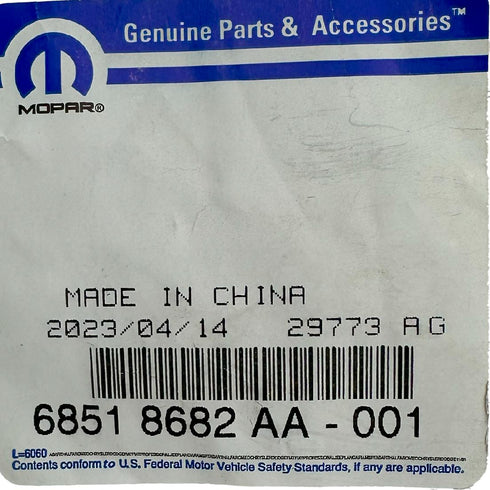 Genuine Parts & Accessories™
MOPAR®
MADE IN CHINA
2023/04/14 29773 AG
6851 8682 AA - 001
L=6060
Contents conform to U.S. Federal Motor Vehicle Safety Standards, if any are applicable.